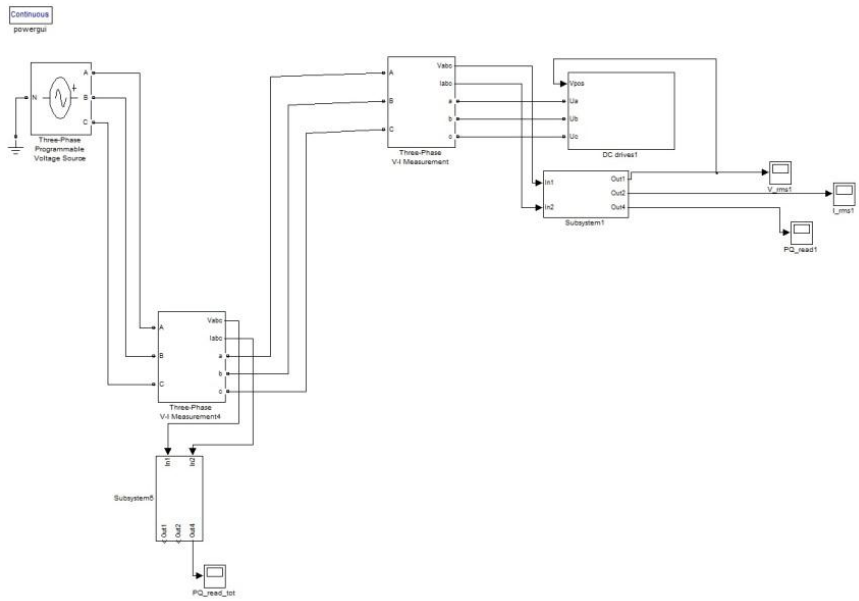 Continuous
powergui
N
A
B
C
Three-Phase
Programmable
Voltage Source
A
B
C
Vabc
Iabc
a
b
c
Three-Phase
V-I Measurement
Vpos
Ua
Ub
Uc
DC drives1
In1
In2
Out1
Out2
Out4
Subsystem1
V_rms1
I_rms1
PQ_read1
A
B
C
Vabc
Iabc
a
b
c
Three-Phase
V-I Measurement4
In1
In2
Subsystem5
Out1
Out2
Out4
PQ_read_tot